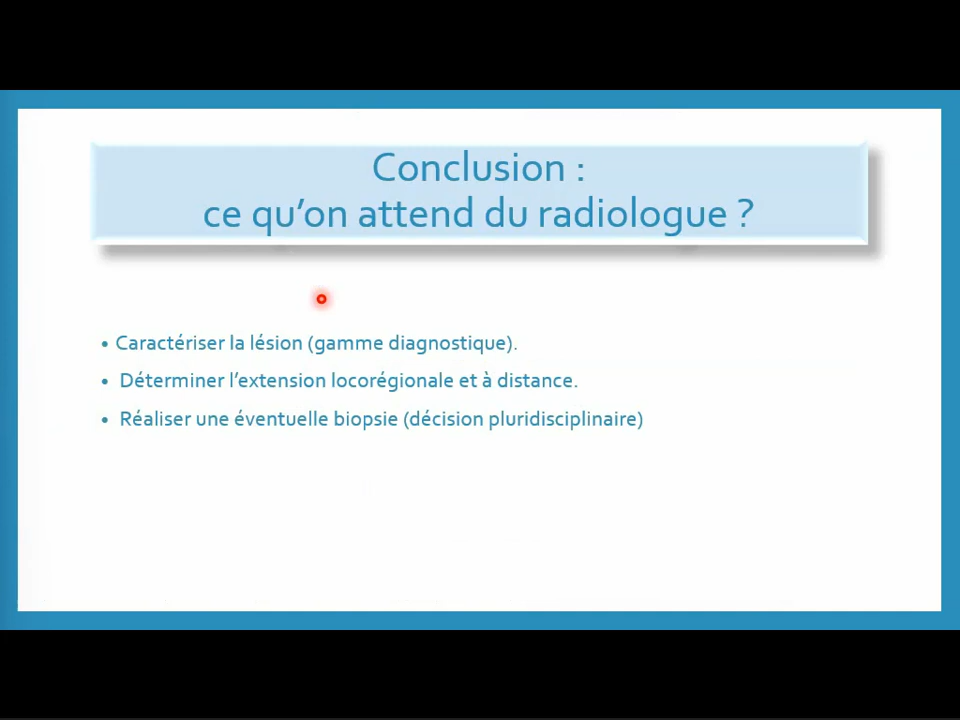 Conclusion :
ce qu’on attend du radiologue ?
• Caractériser la lésion (gamme diagnostique).
• Déterminer l’extension locorégionale et à distance.
• Réaliser une éventuelle biopsie (décision pluridisciplinaire)